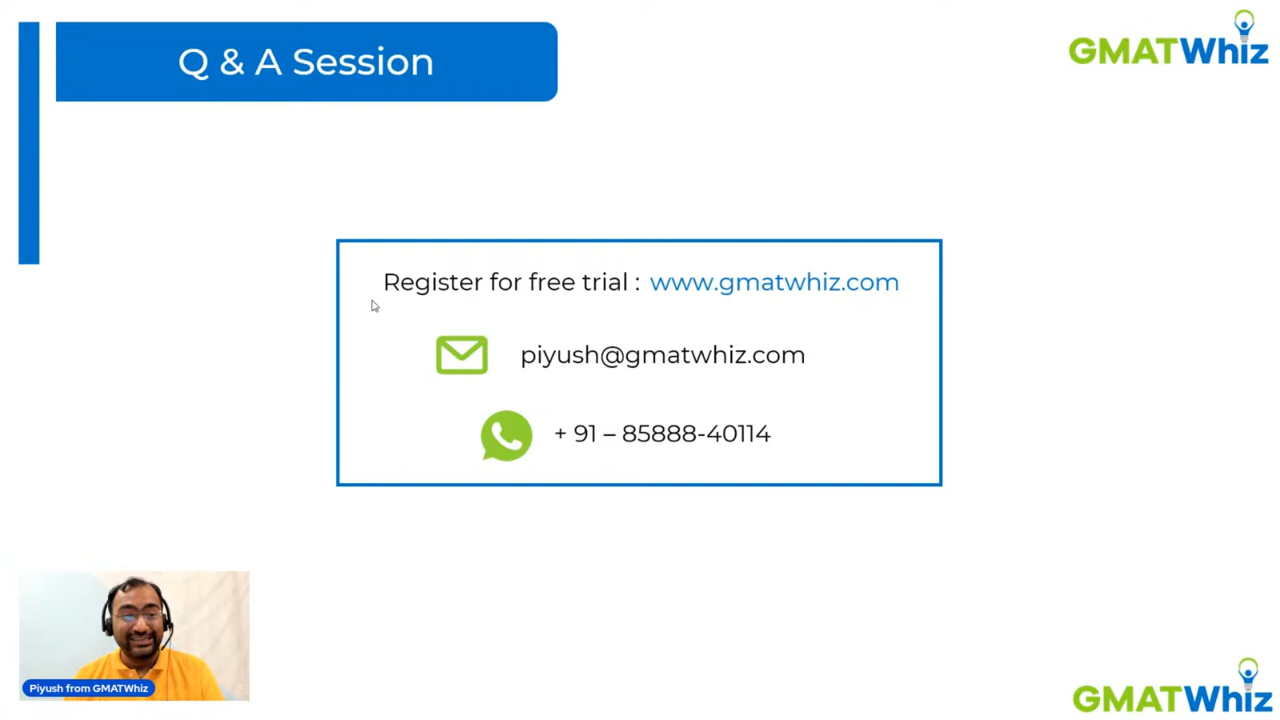 Q & A Session
GMATWhiz
Register for free trial : www.gmatwhiz.com
piyush@gmatwhiz.com
+ 91 – 85888-40114
Piyush from GMATWhiz
GMATWhiz